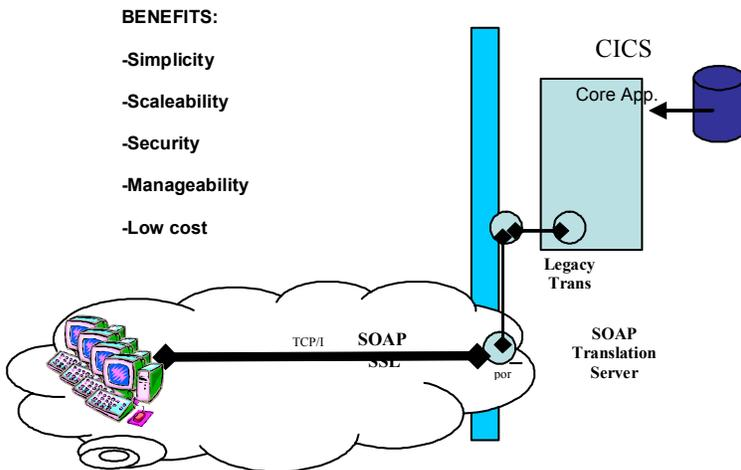 BENEFITS:
-Simplicity
-Scaleability
-Security
-Manageability
-Low cost
CICS
Core App.
Legacy
Trans
TCP/I
SOAP
SSL
por
SOAP
Translation
Server